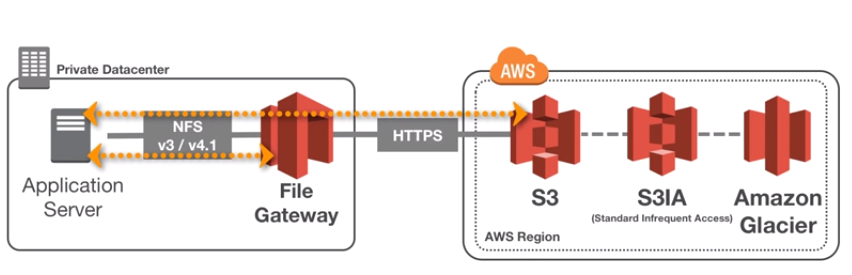 Private Datacenter
AWS
NFS
v3 / v4.1
HTTPS
Application
Server
File
Gateway
S3
S3IA
(Standard Infrequent Access)
Amazon
Glacier
AWS Region